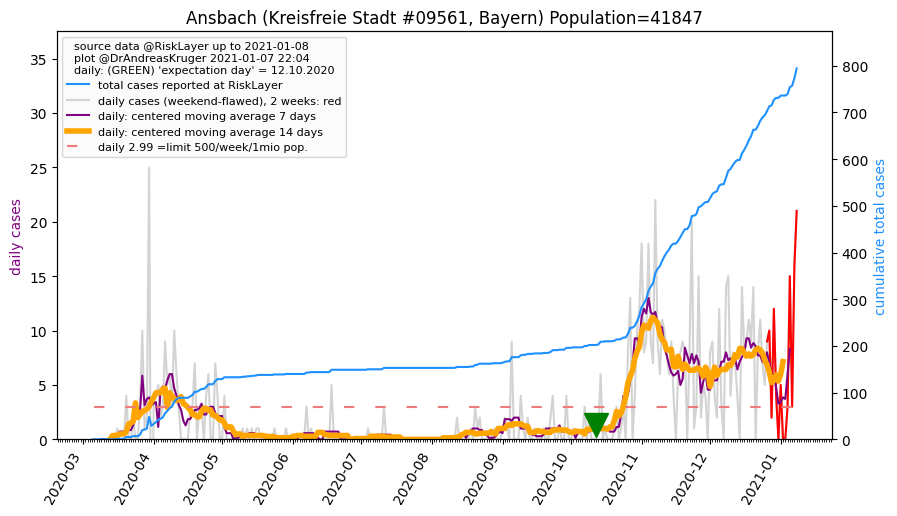 Ansbach (Kreisfreie Stadt #09561, Bayern) Population=41847
source data @RiskLayer up to 2021-01-08
plot @DrAndreasKruger 2021-01-07 22:04
daily: (GREEN) 'expectation day' = 12.10.2020
total cases reported at RiskLayer
daily cases (weekend-flawed), 2 weeks: red
daily: centered moving average 7 days
daily: centered moving average 14 days
daily 2.99 =limit 500/week/1mio pop.
daily cases
35
30
25
20
15
10
5
0
cumulative total cases
800
700
600
500
400
300
200
100
0
2020-03
2020-04
2020-05
2020-06
2020-07
2020-08
2020-09
2020-10
2020-11
2020-12
2021-01